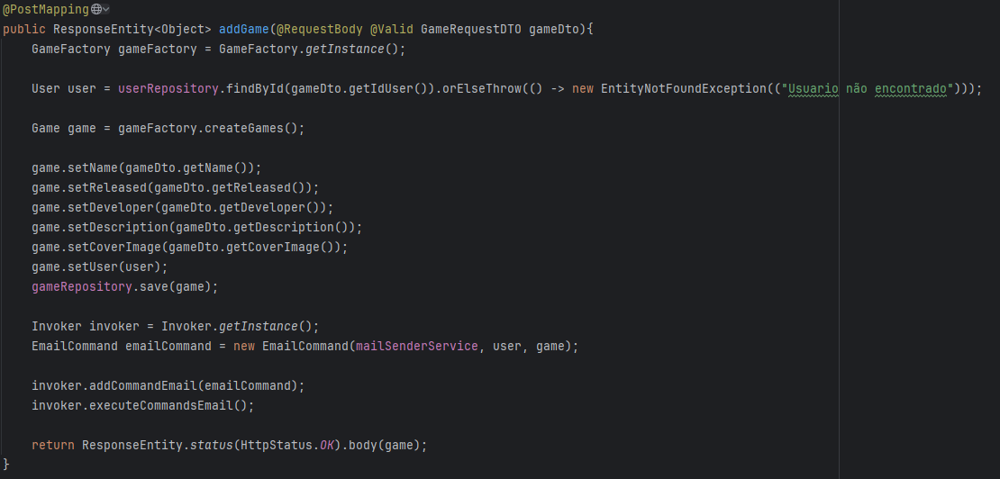 @PostMapping
public ResponseEntity<Object> addGame(@RequestBody @Valid GameRequestDTO gameDto){
    GameFactory gameFactory = GameFactory.getInstance();
    User user = userRepository.findById(gameDto.getIdUser()).orElseThrow(() -> new EntityNotFoundException(("Usuario não encontrado")));
    Game game = gameFactory.createGames();
    game.setName(gameDto.getName());
    game.setReleased(gameDto.getReleased());
    game.setDeveloper(gameDto.getDeveloper());
    game.setDescription(gameDto.getDescription());
    game.setCoverImage(gameDto.getCoverImage());
    game.setUser(user);
    gameRepository.save(game);
    Invoker invoker = Invoker.getInstance();
    EmailCommand emailCommand = new EmailCommand(mailSenderService, user, game);
    invoker.addCommandEmail(emailCommand);
    invoker.executeCommandsEmail();
    return ResponseEntity.status(HttpStatus.OK).body(game);
}